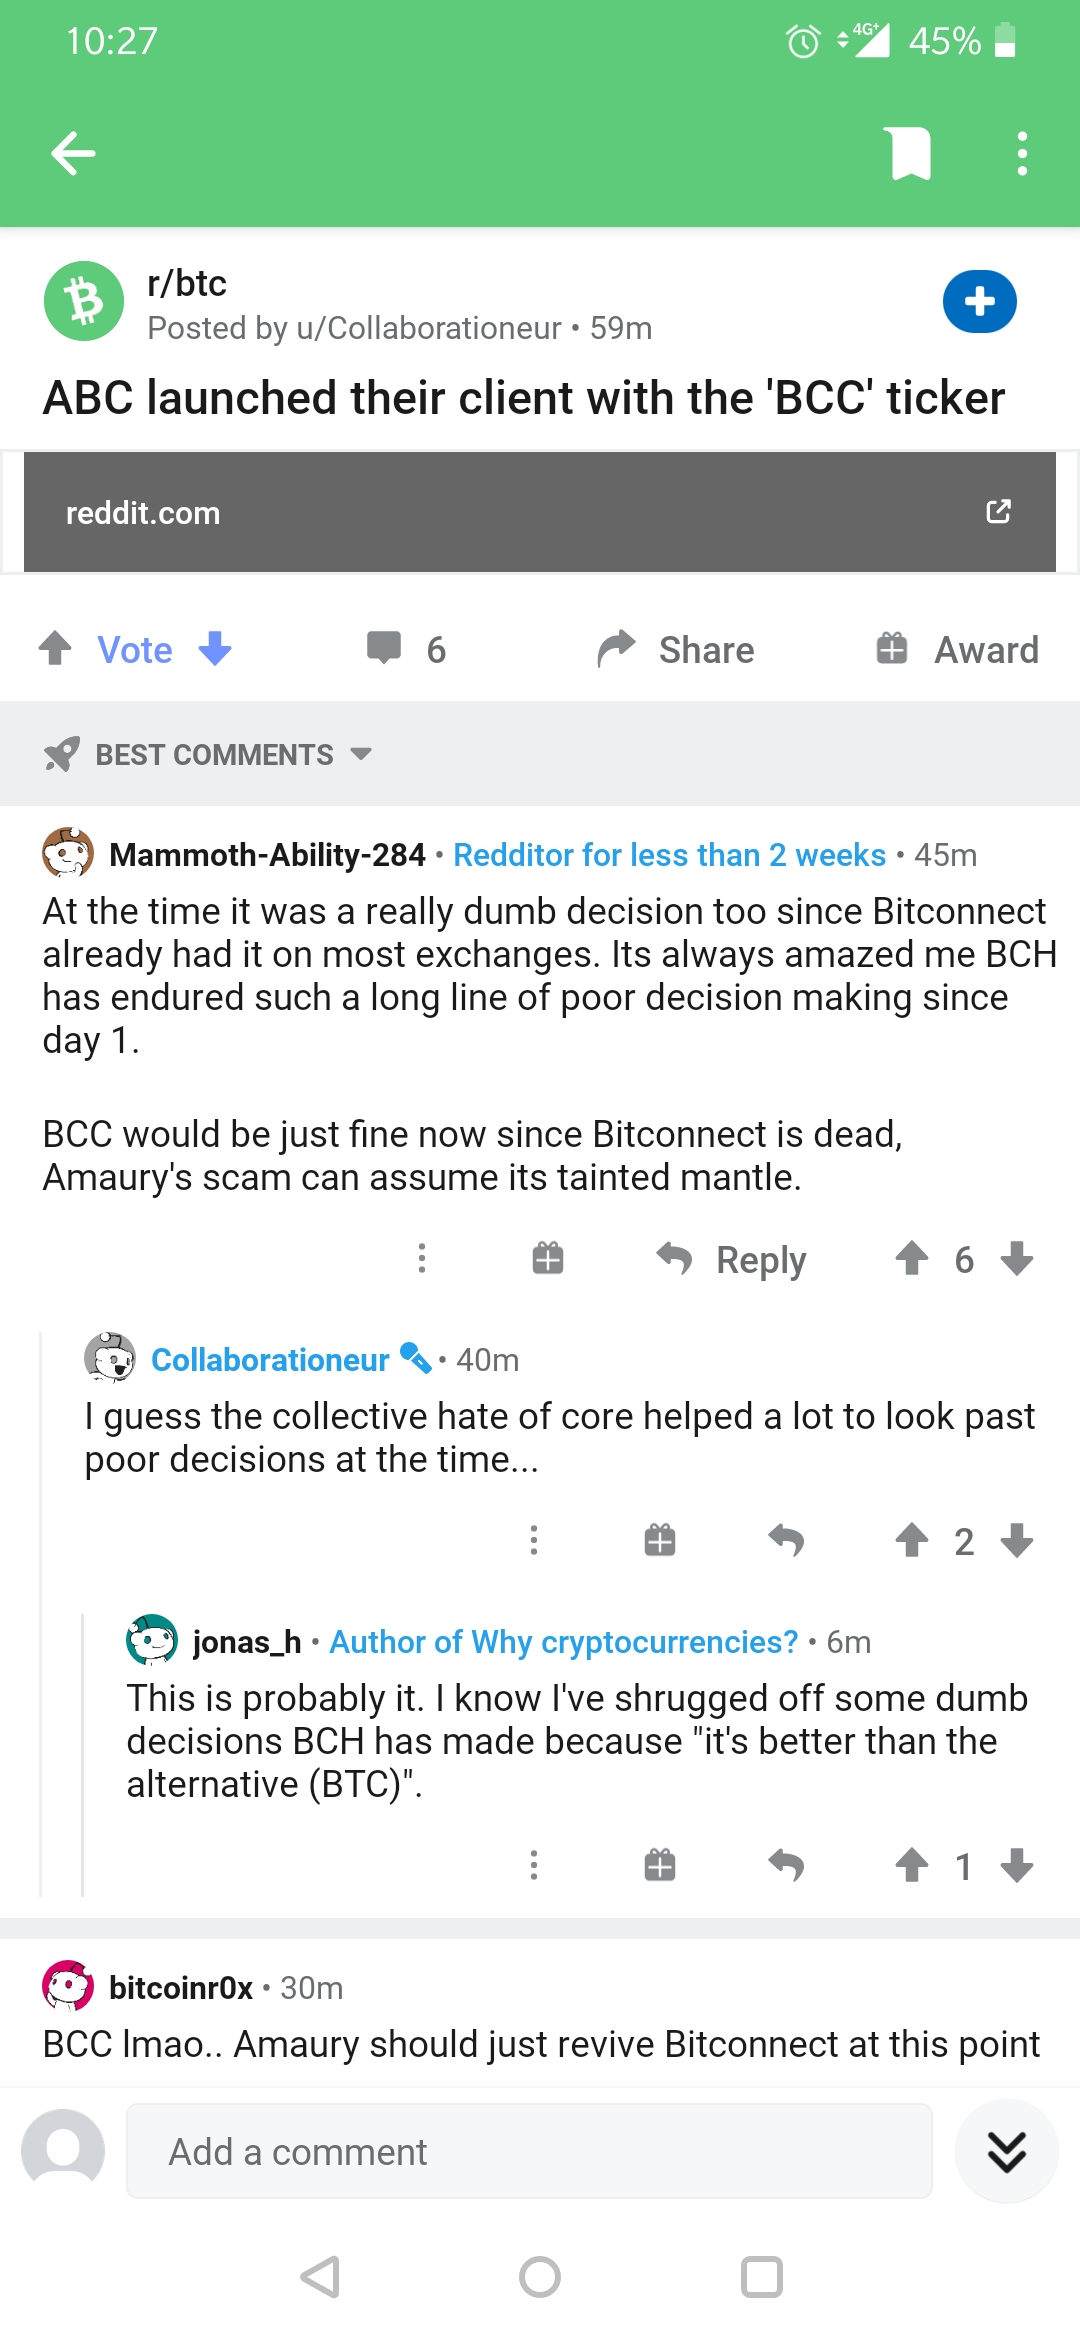 10:27
4G+ 45%
r/btc
Posted by u/Collaborationeur • 59m
ABC launched their client with the 'BCC' ticker
reddit.com
Vote
6
Share
Award
BEST COMMENTS
Mammoth-Ability-284 • Redditor for less than 2 weeks • 45m
At the time it was a really dumb decision too since Bitconnect
already had it on most exchanges. Its always amazed me BCH
has endured such a long line of poor decision making since
day 1.
BCC would be just fine now since Bitconnect is dead,
Amaury's scam can assume its tainted mantle.
Reply
6
Collaborationeur • 40m
I guess the collective hate of core helped a lot to look past
poor decisions at the time...
2
jonas_h • Author of Why cryptocurrencies? • 6m
This is probably it. I know I've shrugged off some dumb
decisions BCH has made because "it's better than the
alternative (BTC)".
1
bitcoinr0x • 30m
BCC lmao.. Amaury should just revive Bitconnect at this point
Add a comment